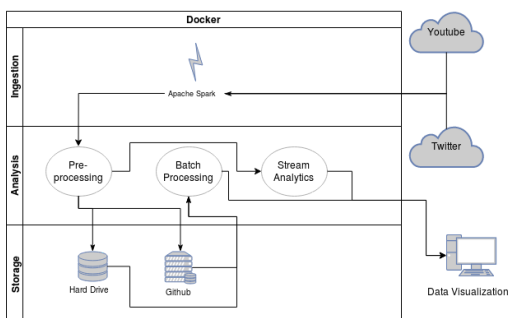 Docker
Youtube
Ingestion
Apache Spark
Twitter
Analysis
Pre-
processing
Batch
Processing
Stream
Analytics
Storage
Hard Drive
Github
Data Visualization